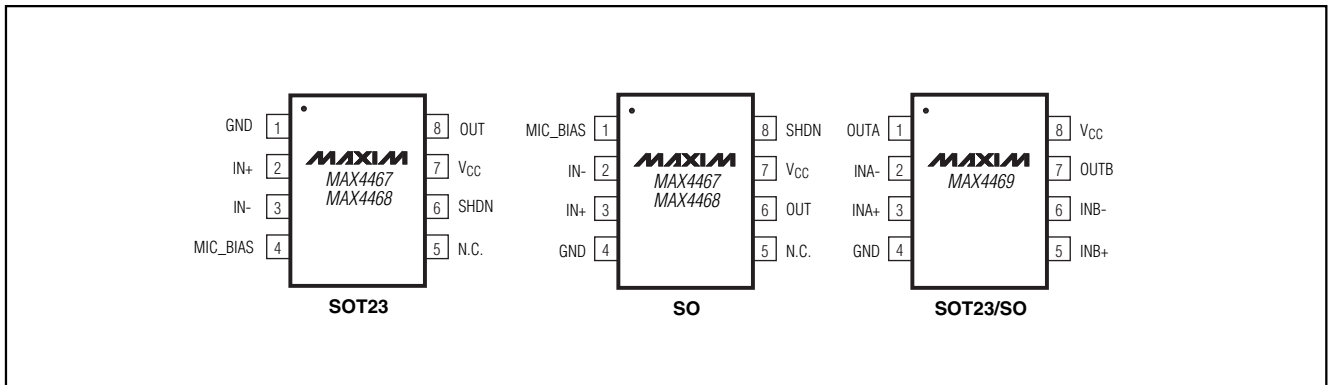 GND 1
IN+ 2
IN- 3
MIC_BIAS 4
MAXIM
MAX4467
MAX4468
8 OUT
7 VCC
6 SHDN
5 N.C.
SOT23
MIC_BIAS 1
IN- 2
IN+ 3
GND 4
MAXIM
MAX4467
MAX4468
8 SHDN
7 VCC
6 OUT
5 N.C.
SO
OUTA 1
INA- 2
INA+ 3
GND 4
MAXIM
MAX4469
8 VCC
7 OUTB
6 INB-
5 INB+
SOT23/SO